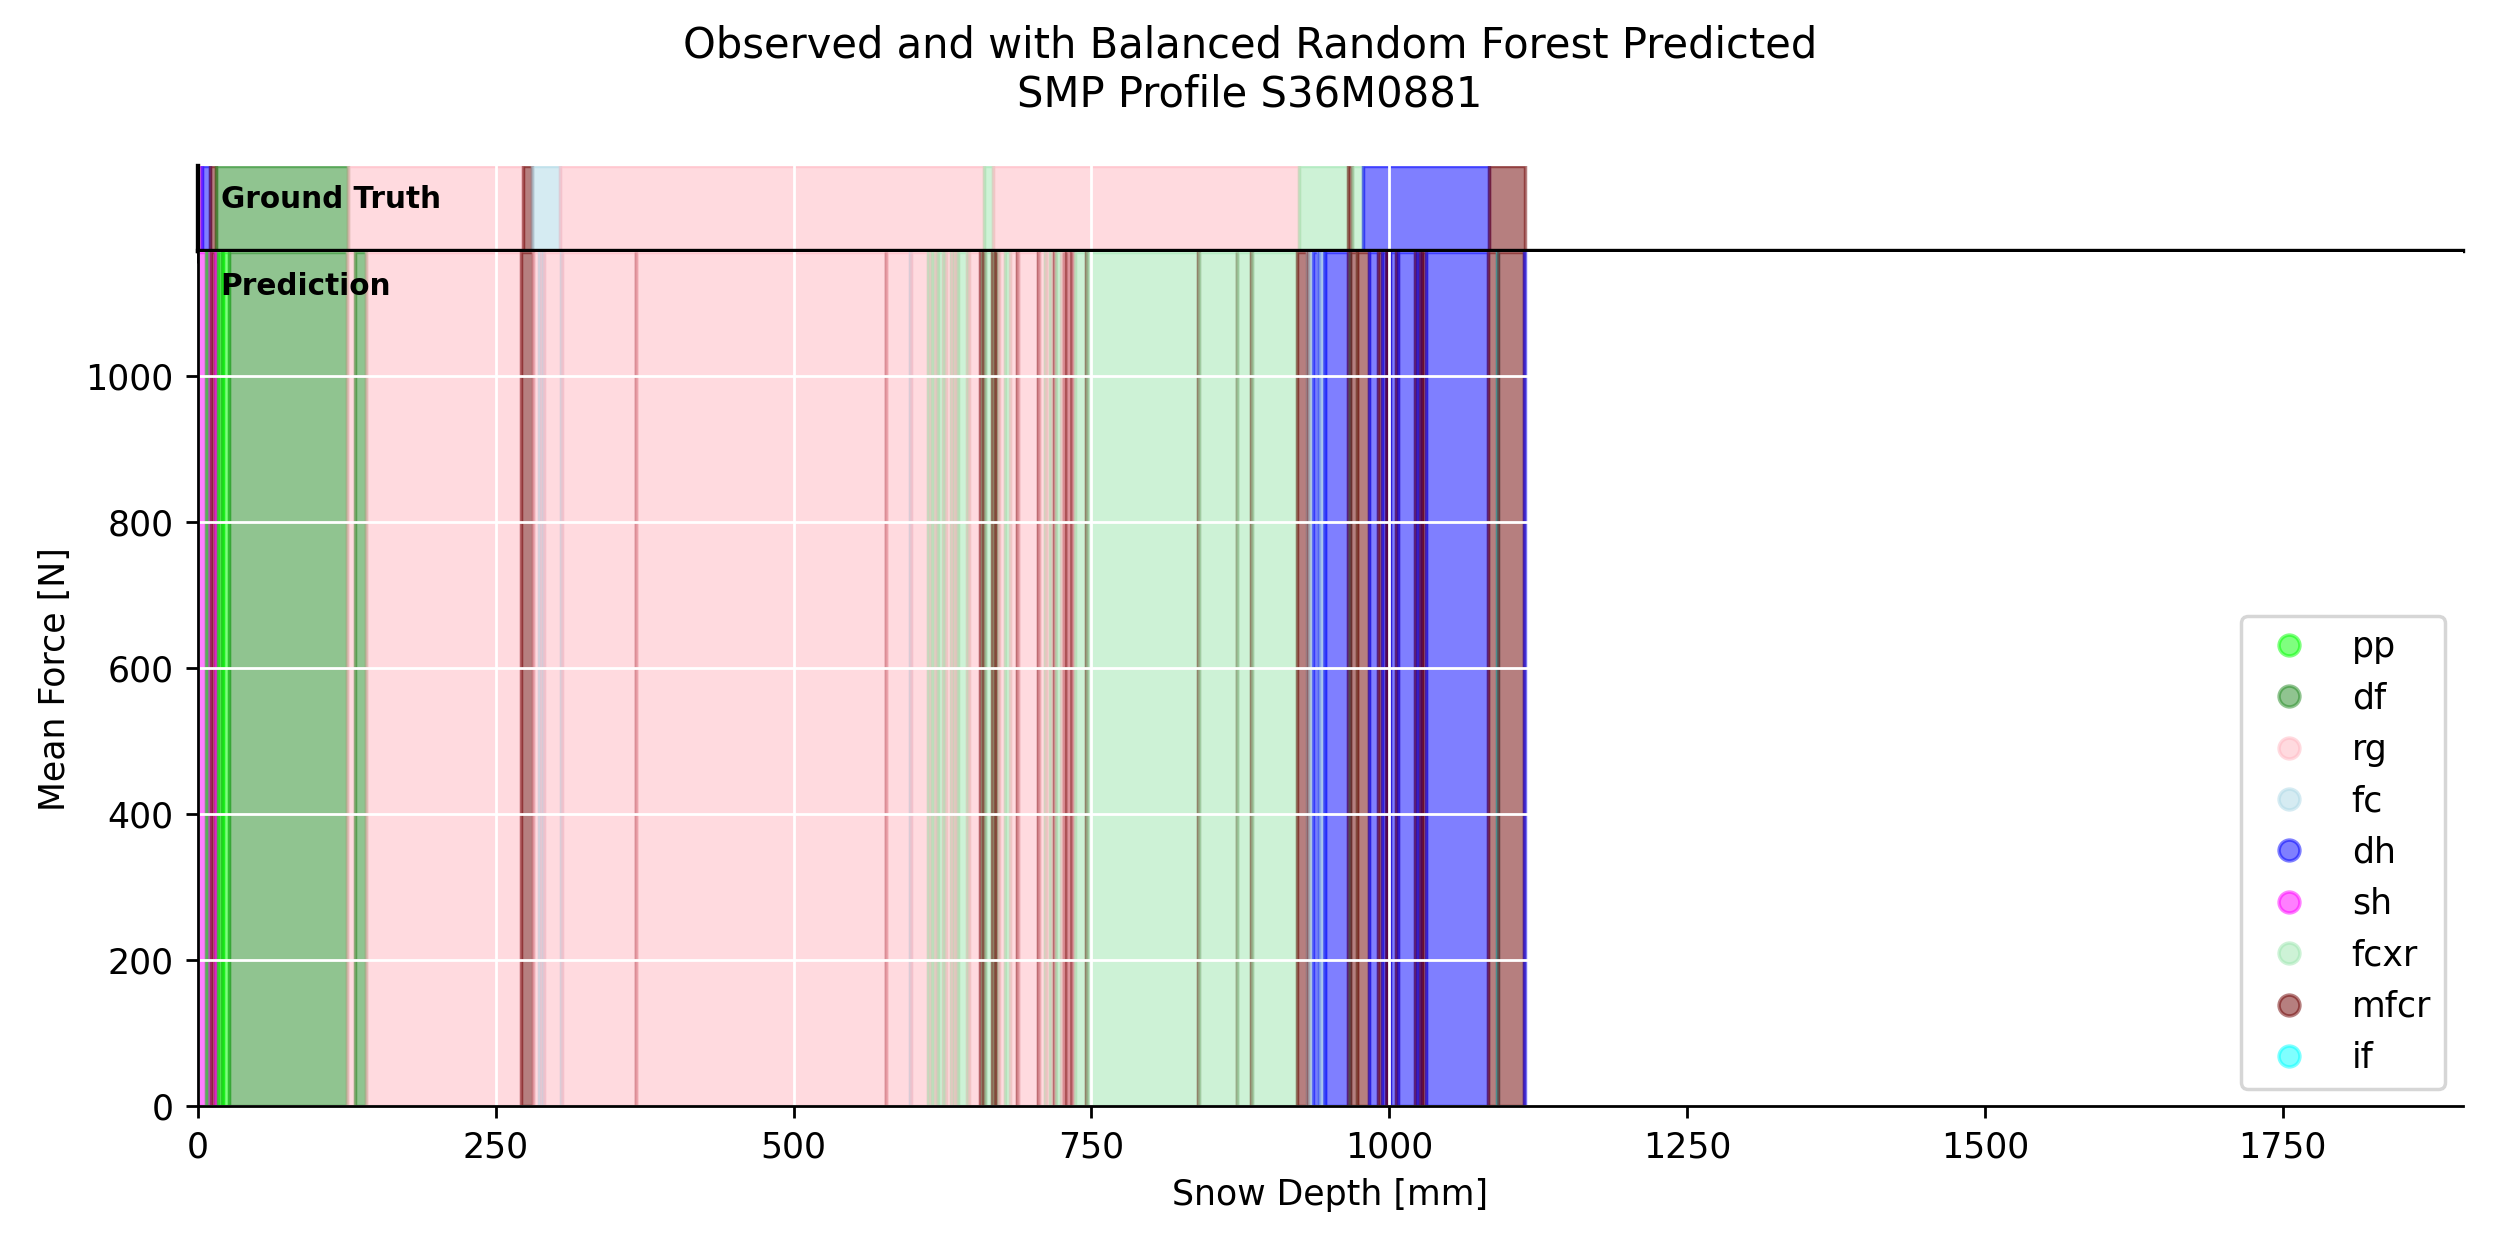 Observed and with Balanced Random Forest Predicted
SMP Profile S36M0881
Ground Truth
Prediction
1000
800
600
400
200
0
Mean Force [N]
0 250 500 750 1000 1250 1500 1750
Snow Depth [mm]
pp
df
rg
fc
dh
sh
fcxr
mfcr
if